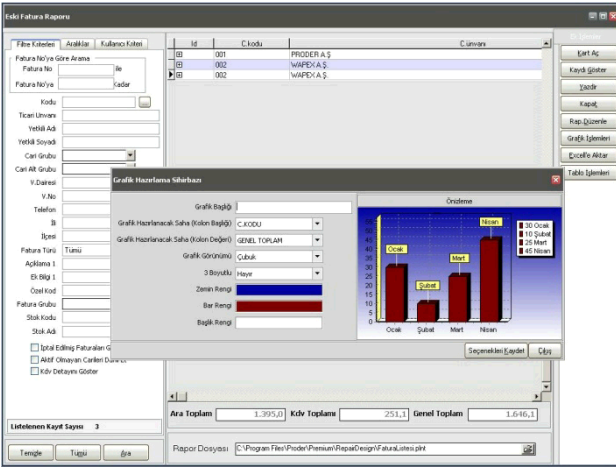 Eski Fatura Raporu
Filtre Kriterleri
Aralıklar
Kullanıcı Kriteri
Fatura No'ya Göre Arama
Fatura No
ile
Fatura No'ya
kadar
Kodu
...
Ticari Unvanı
Yetkili Adı
Yetkili Soyadı
Cari Grubu
Cari Alt Grubu
V.Dairesi
V.No
Telefon
İli
İlçesi
Fatura Türü Tümü
Açıklama 1
Ek Bilgi 1
Özel Kod
Fatura Grubu
Stok Kodu
Stok Adı
İptal Edilmiş Faturaları G
Aktif Olmayan Carileri
Kdv Detayını Göster
Listelenen Kayıt Sayısı 3
Temizle
Tümü
Ara
Id C.kodu C.ünvanı
001 PRODER A.Ş
002 WAPEX A.Ş.
002 WAPEX A.Ş.
Kart Aç
Kaydı Göster
Yazdır
Kapat
Rap.Düzenle
Grafik İşlemleri
Excel'e Aktar
Tablo İşlemleri
Grafik Hazırlama Sihirbazı
Grafik Başlığı
Grafik Hazırlanacak Saha (Kolon Başlığı) C.KODU
Grafik Hazırlanacak Saha (Kolon Değeri) GENEL TOPLAM
Grafik Görünümü Çubuk
3 Boyutlu Hayır
Zemin Rengi
Bar Rengi
Başlık Rengi
Önizleme
55
50
45
40
35
30
25
20
15
10
5
0
Ocak
Şubat
Mart
Nisan
Ocak Şubat Mart Nisan
30 Ocak
10 Şubat
25 Mart
45 Nisan
Seçenekleri Kaydet
Çıkış
Ara Toplam 1.395,0 Kdv Toplamı 251,1 Genel Toplam 1.646,1
Rapor Dosyası C:\Program Files\Proder\Premium\RepairDesign\FaturaListesi.plnt